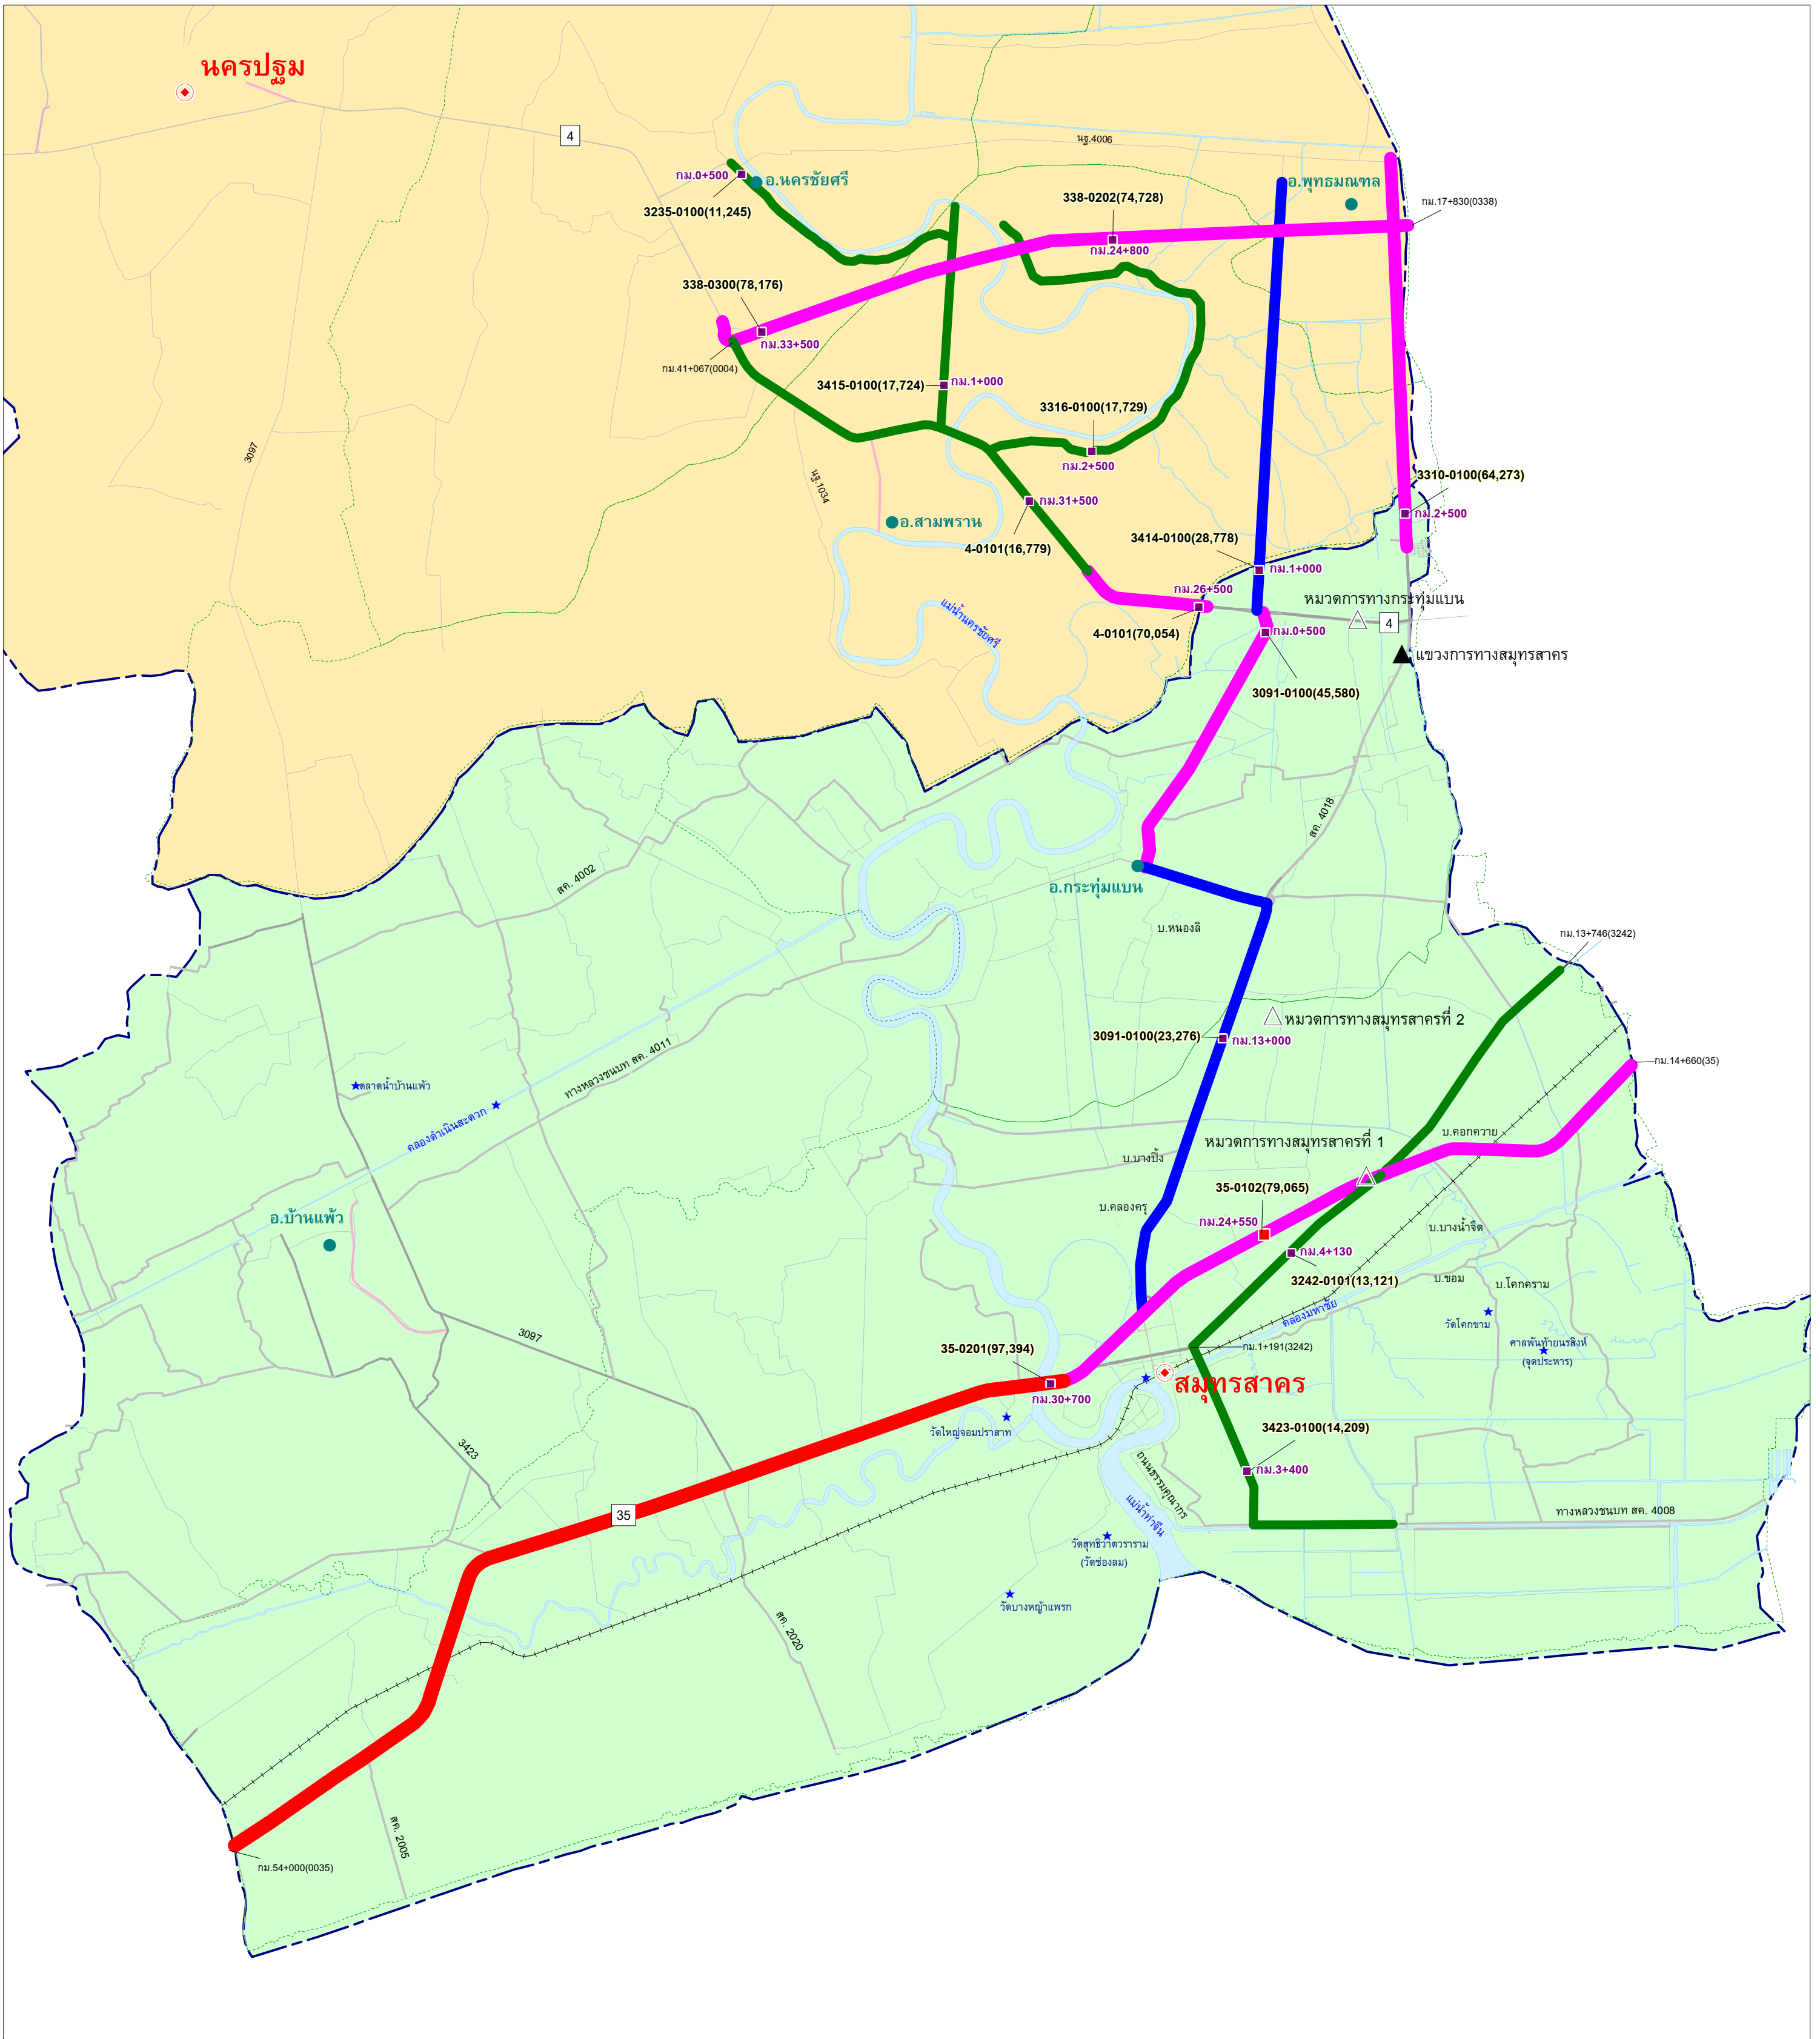 นครปฐม
4
นฐ.4006
กม.0+500
อ.นครชัยศรี
อ.พุทธมณฑล
3235-0100(11,245)
338-0202(74,728)
กม.17+830(0338)
กม.24+800
338-0300(78,176)
กม.33+500
กม.41+067(0004)
3415-0100(17,724)
กม.1+000
3316-0100(17,729)
3097
กม.2+500
นฐ.1034
3310-0100(64,273)
กม.2+500
กม.31+500
อ.สามพราน
4-0101(16,779)
3414-0100(28,778)
กม.1+000
กม.26+500
หมวดการทางกระทุ่มแบน
แม่น้ำนครชัยศรี
4
4-0101(70,054)
กม.0+500
แขวงการทางสมุทรสาคร
3091-0100(45,580)
สค. 4018
สค. 4002
อ.กระทุ่มแบน
บ.หนองลิ
กม.13+746(3242)
หมวดการทางสมุทรสาครที่ 2
3091-0100(23,276)
กม.13+000
ทางหลวงชนบท สค. 4011
กม.14+660(35)
ตลาดน้ำบ้านแพ้ว
คลองดำเนินสะดวก
หมวดการทางสมุทรสาครที่ 1
บ.คอกควาย
บ.บางปิ้ง
35-0102(79,065)
บ.คลองครุ
อ.บ้านแพ้ว
กม.24+550
บ.บางน้ำจืด
กม.4+130
3242-0101(13,121)
บ.ขอม
บ.โคกคราม
คลองมหาชัย
วัดโคกขาม
3097
35-0201(97,394)
กม.1+191(3242)
ศาลพันท้ายนรสิงห์
(จุดประหาร)
สมุทรสาคร
กม.30+700
วัดใหญ่จอมปราสาท
3423-0100(14,209)
3423
กม.3+400
ถนนธรรมคุณากร
แม่น้ำท่าจีน
35
ทางหลวงชนบท สค. 4008
วัดสุทธิวาตวราราม
(วัดช่องลม)
วัดบางหญ้าแพรก
สค. 2020
สค. 2005
กม.54+000(0035)